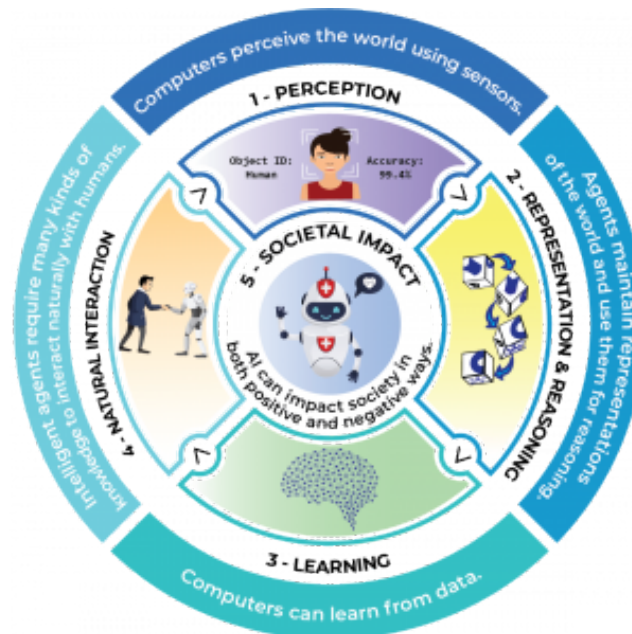 Computers perceive the world using sensors.
1 - PERCEPTION
Object ID:
Human
Accuracy:
99.4%
Agents maintain representations
of the world and use them for reasoning.
2 - REPRESENTATION & REASONING
3 - LEARNING
Computers can learn from data.
Intelligent agents require many kinds of
knowledge to interact naturally with humans.
4 - NATURAL INTERACTION
5 - SOCIETAL IMPACT
AI can impact society in
both positive and negative ways.